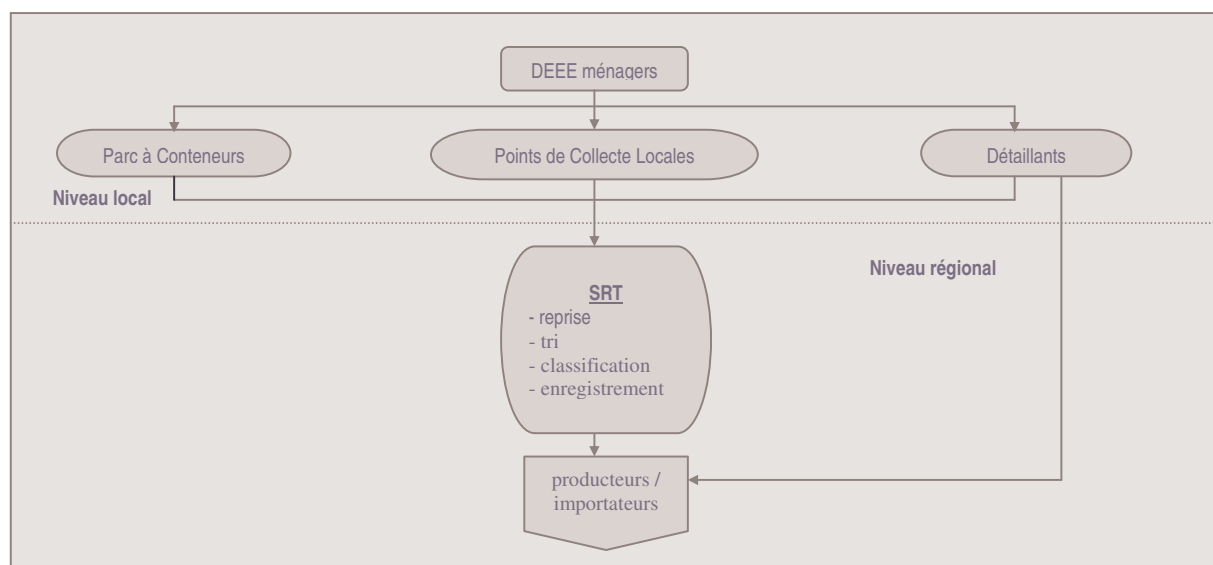 DEEE ménagers
Parc à Conteneurs
Points de Collecte Locales
Détaillants
Niveau local
Niveau régional
SRT
- reprise
- tri
- classification
- enregistrement
producteurs /
importateurs